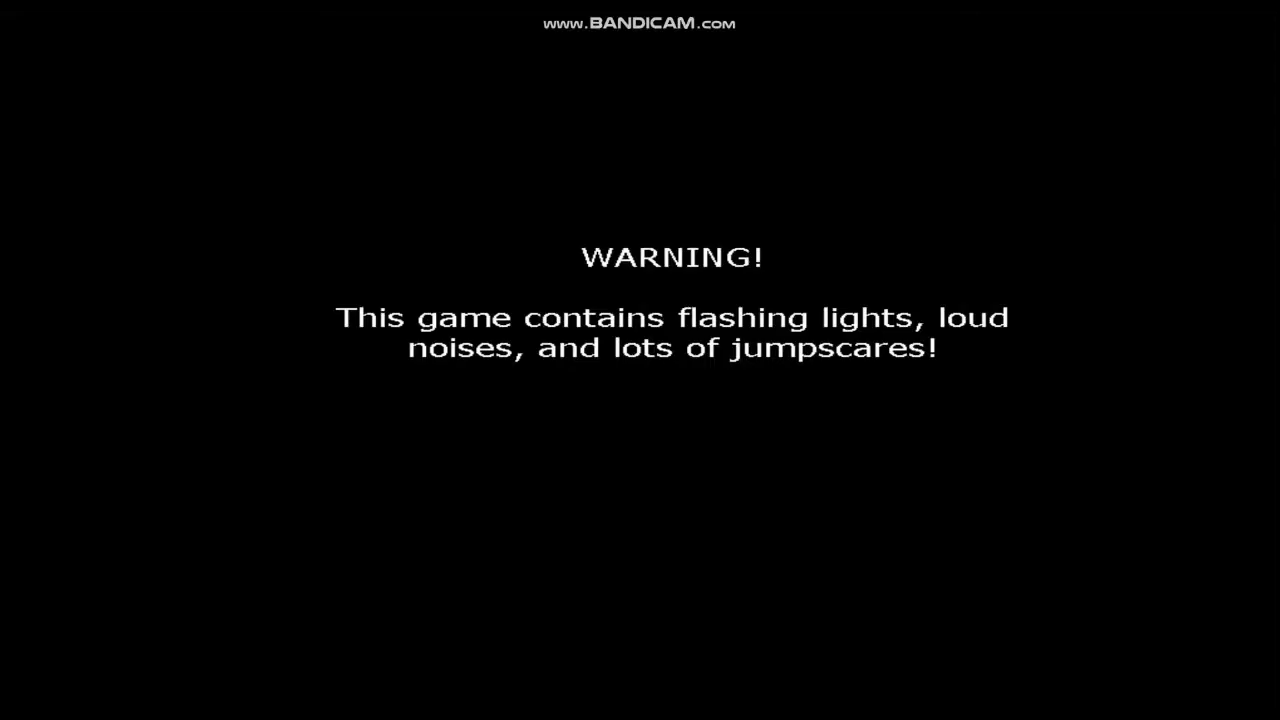 www.BANDICAM.com
WARNING!
This game contains flashing lights, loud
noises, and lots of jumpscares!